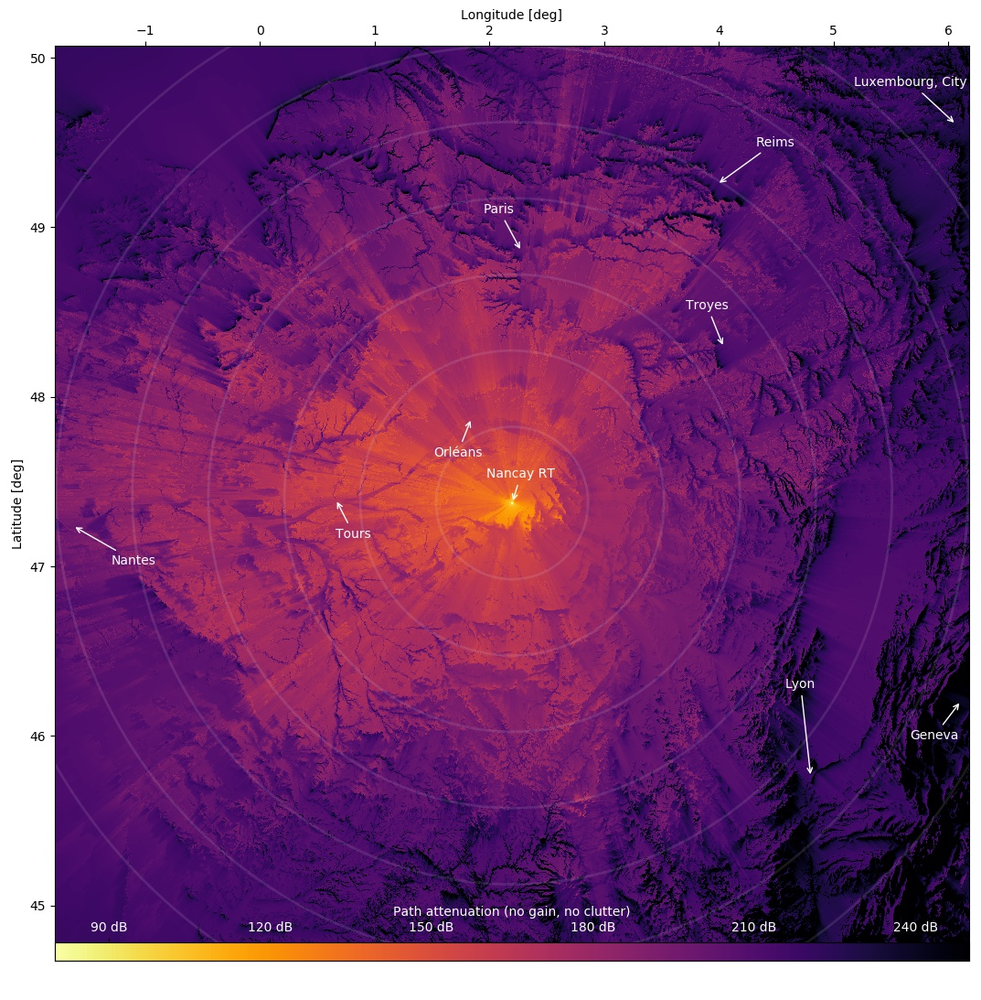 Longitude [deg]
−1 0 1 2 3 4 5 6
50
Luxembourg, City
Reims
Paris
49
Troyes
48
Orléans
Nancay RT
Latitude [deg]
Tours
Nantes
47
Lyon
46
Geneva
45
Path attenuation (no gain, no clutter)
90 dB 120 dB 150 dB 180 dB 210 dB 240 dB